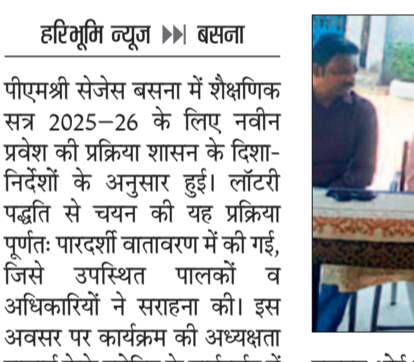 हरिभूमि न्यूज ▶▶| बसना
पीएमश्री सेजेस बसना में शैक्षणिक
सत्र 2025–26 के लिए नवीन
प्रवेश की प्रक्रिया शासन के दिशा-
निर्देशों के अनुसार हुई। लॉटरी
पद्धति से चयन की यह प्रक्रिया
पूर्णतः पारदर्शी वातावरण में की गई,
जिसे उपस्थित पालकों व
अधिकारियों ने सराहना की। इस
अवसर पर कार्यक्रम की अध्यक्षता